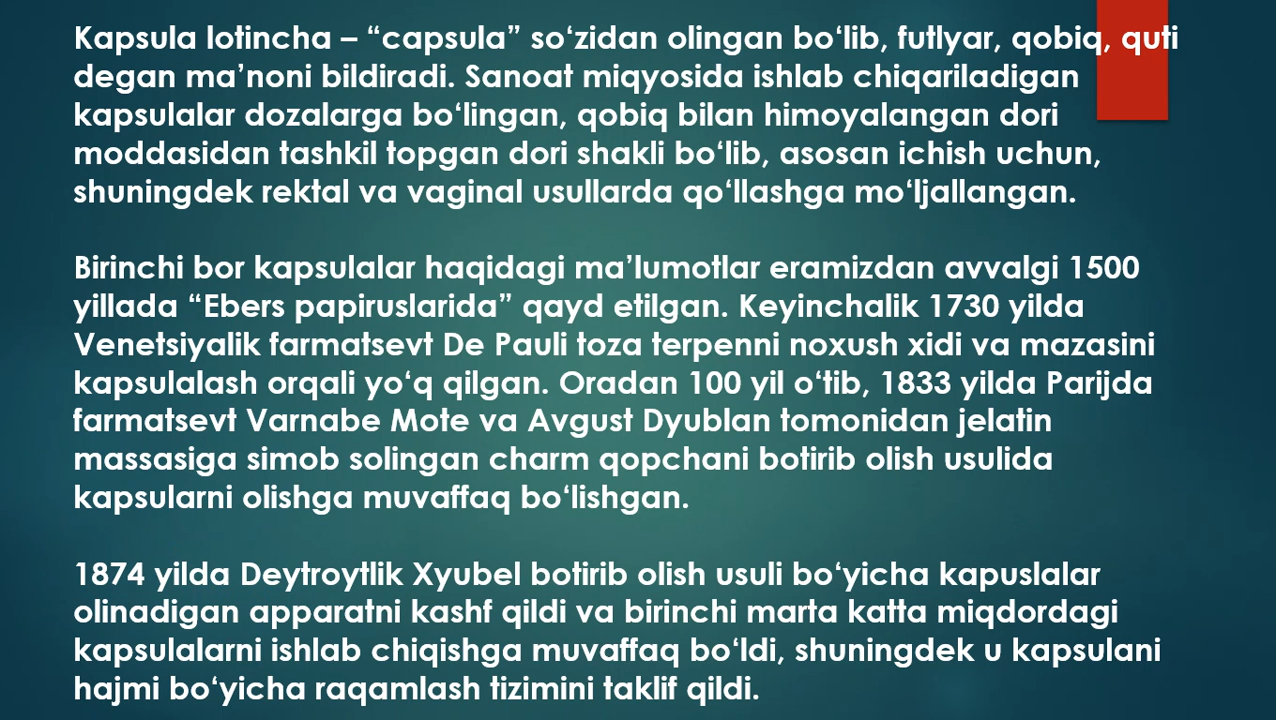 Kapsula lotincha – “capsula” so‘zidan olingan bo‘lib, futlyar, qobiq, quti
degan ma’noni bildiradi. Sanoat miqyosida ishlab chiqariladigan
kapsulalar dozalarga bo‘lingan, qobiq bilan himoyalangan dori
moddasidan tashkil topgan dori shakli bo‘lib, asosan ichish uchun,
shuningdek rektal va vaginal usullarda qo‘llashga mo‘ljallangan.
Birinchi bor kapsulalar haqidagi ma’lumotlar eramizdan avvalgi 1500
yillada “Ebers papiruslarida” qayd etilgan. Keyinchalik 1730 yilda
Venetsiyalik farmatsevt De Pauli toza terpenni noxush xidi va mazasini
kapsulalash orqali yo‘q qilgan. Oradan 100 yil o‘tib, 1833 yilda Parijda
farmatsevt Varnabe Mote va Avgust Dyublan tomonidan jelatin
massasiga simob solingan charm qopchani botirib olish usulida
kapsularni olishga muvaffaq bo‘lishgan.
1874 yilda Deytroytlik Xyubel botirib olish usuli bo‘yicha kapuslalar
olinadigan apparatni kashf qildi va birinchi marta katta miqdordagi
kapsulalarni ishlab chiqishga muvaffaq bo‘ldi, shuningdek u kapsulani
hajmi bo‘yicha raqamlash tizimini taklif qildi.